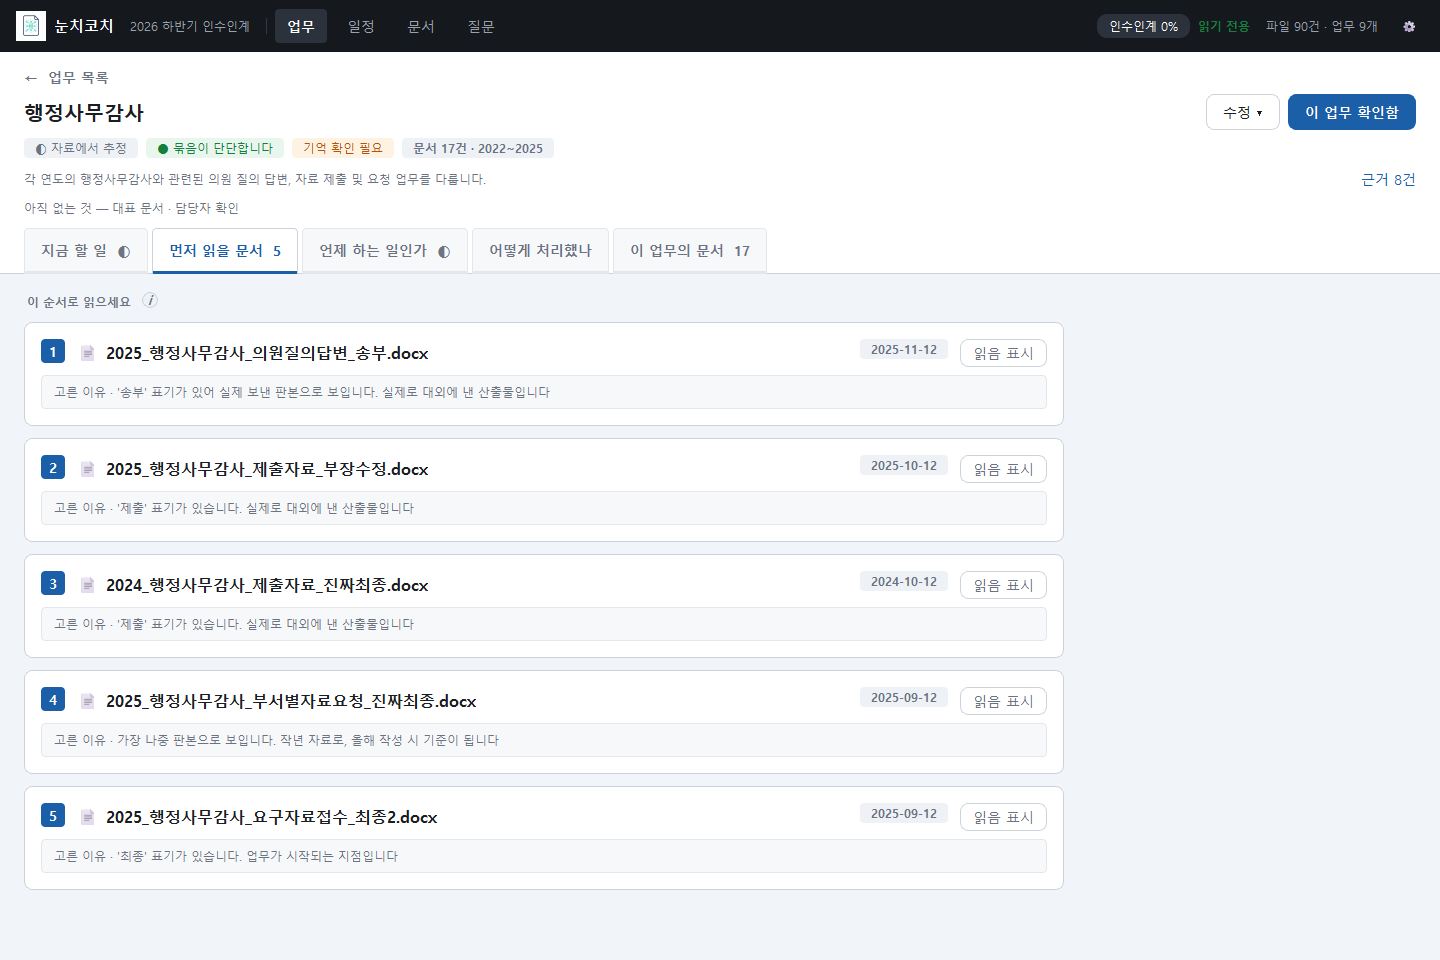 눈치코치 2026 하반기 인수인계 업무 일정 문서 질문 인수인계 0% 읽기 전용 파일 90건 · 업무 9개
← 업무 목록
행정사무감사 수정 ▾ 이 업무 확인함
◐ 자료에서 추정 ● 묶음이 단단합니다 기억 확인 필요 문서 17건 · 2022~2025
각 연도의 행정사무감사와 관련된 의원 질의 답변, 자료 제출 및 요청 업무를 다룹니다. 근거 8건
아직 없는 것 — 대표 문서 · 담당자 확인
지금 할 일 ◐ 먼저 읽을 문서 5 언제 하는 일인가 ◐ 어떻게 처리했나 이 업무의 문서 17
이 순서로 읽으세요 i
1 2025_행정사무감사_의원질의답변_송부.docx 2025-11-12 읽음 표시
고른 이유 · '송부' 표기가 있어 실제 보낸 판본으로 보입니다. 실제로 대외에 낸 산출물입니다
2 2025_행정사무감사_제출자료_부장수정.docx 2025-10-12 읽음 표시
고른 이유 · '제출' 표기가 있습니다. 실제로 대외에 낸 산출물입니다
3 2024_행정사무감사_제출자료_진짜최종.docx 2024-10-12 읽음 표시
고른 이유 · '제출' 표기가 있습니다. 실제로 대외에 낸 산출물입니다
4 2025_행정사무감사_부서별자료요청_진짜최종.docx 2025-09-12 읽음 표시
고른 이유 · 가장 나중 판본으로 보입니다. 작년 자료로, 올해 작성 시 기준이 됩니다
5 2025_행정사무감사_요구자료접수_최종2.docx 2025-09-12 읽음 표시
고른 이유 · '최종' 표기가 있습니다. 업무가 시작되는 지점입니다